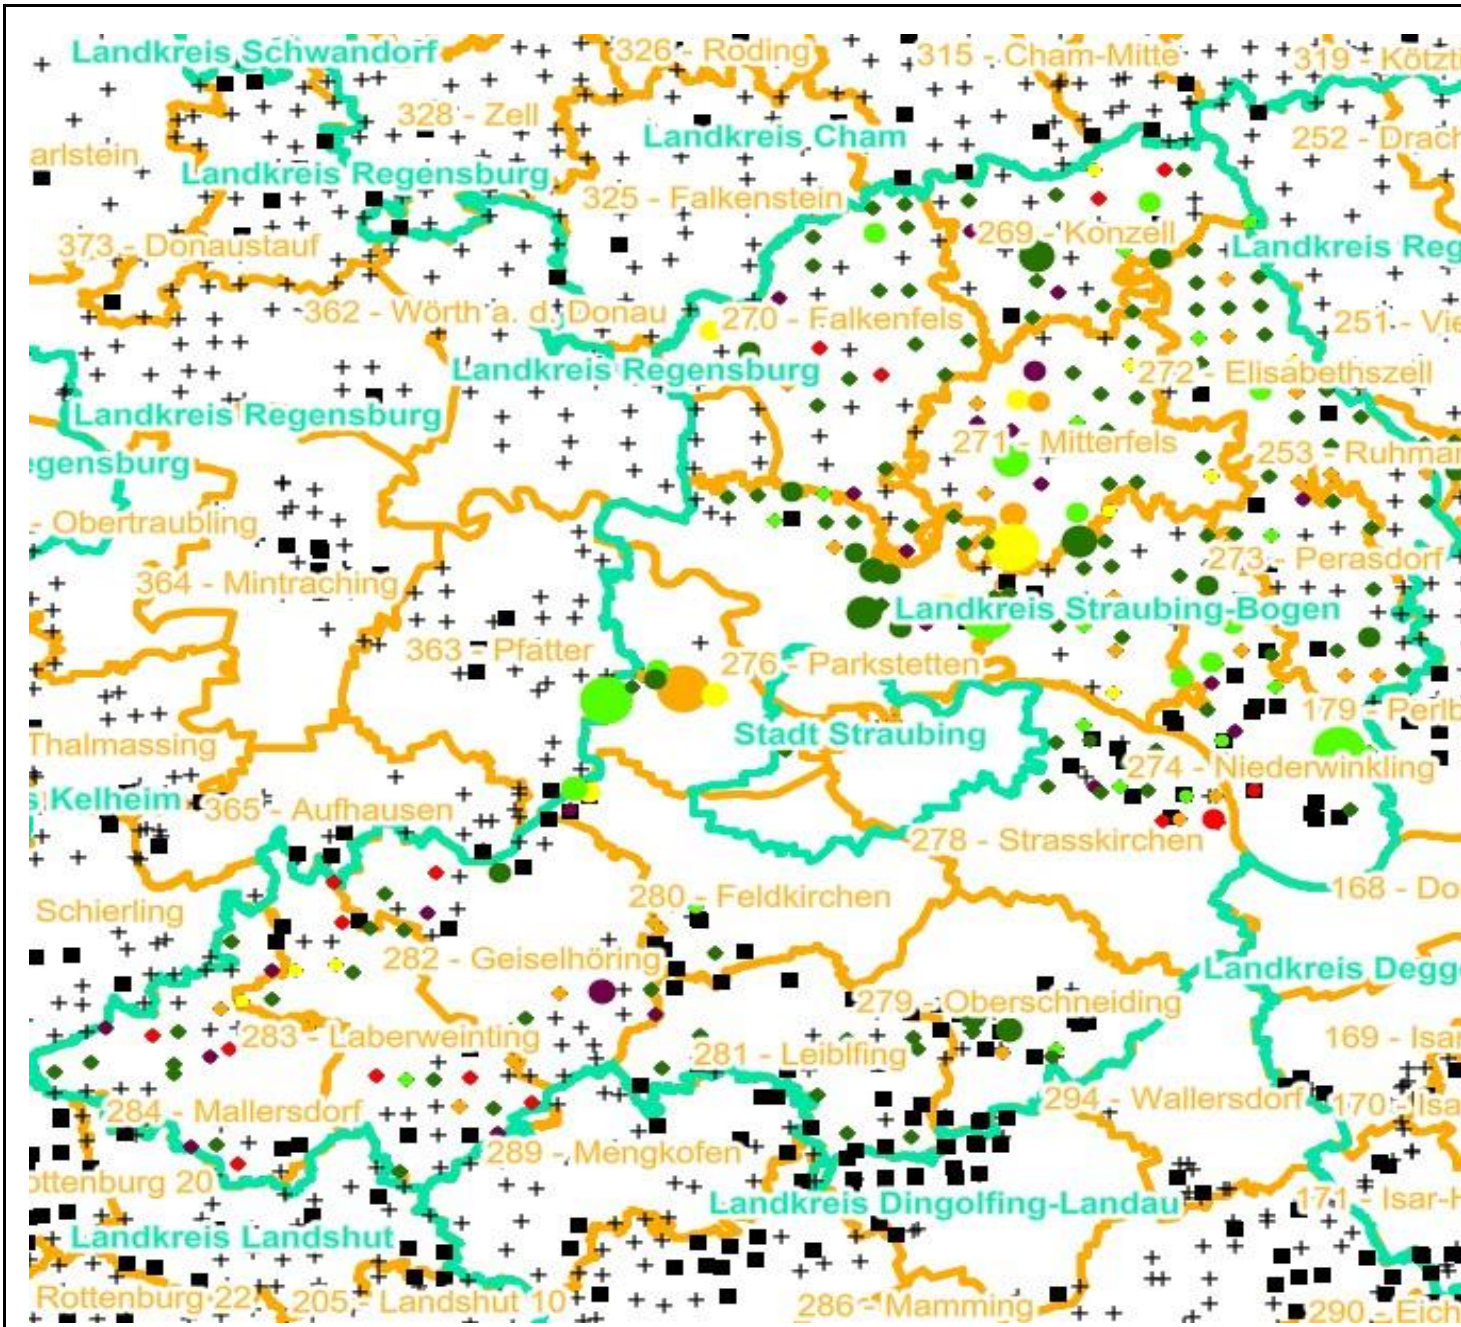 Landkreis Schwandorf
326 - Roding
315 - Cham-Mitte
319 - Kötzti
328 - Zell
Landkreis Cham
252 - Drach
arlstein
Landkreis Regensburg
325 - Falkenstein
269 - Konzell
373 - Donaustauf
Landkreis Reg
362 - Wörth a. d. Donau
270 - Falkenfels
251 - Vie
Landkreis Regensburg
272 - Elisabethszell
Landkreis Regensburg
271 - Mitterfels
253 - Ruhman
egensburg
- Obertraubling
273 - Perasdorf
364 - Mintraching
Landkreis Straubing-Bogen
363 - Pfatter
276 - Parkstetten
179 - Perlb
Stadt Straubing
Thalmassing
274 - Niederwinkling
s Kelheim
365 - Aufhausen
278 - Strasskirchen
280 - Feldkirchen
168 - Do
Schierling
282 - Geiselhöring
Landkreis Degge
279 - Oberschneiding
283 - Laberweinting
169 - Isar
281 - Leiblfing
284 - Mallersdorf
294 - Wallersdorf
170 - Isa
289 - Mengkofen
ottenburg 20
Landkreis Dingolfing-Landau
171 - Isar-H
Landkreis Landshut
Rottenburg 22
205 - Landshut 10
286 - Mamming
290 - Eich